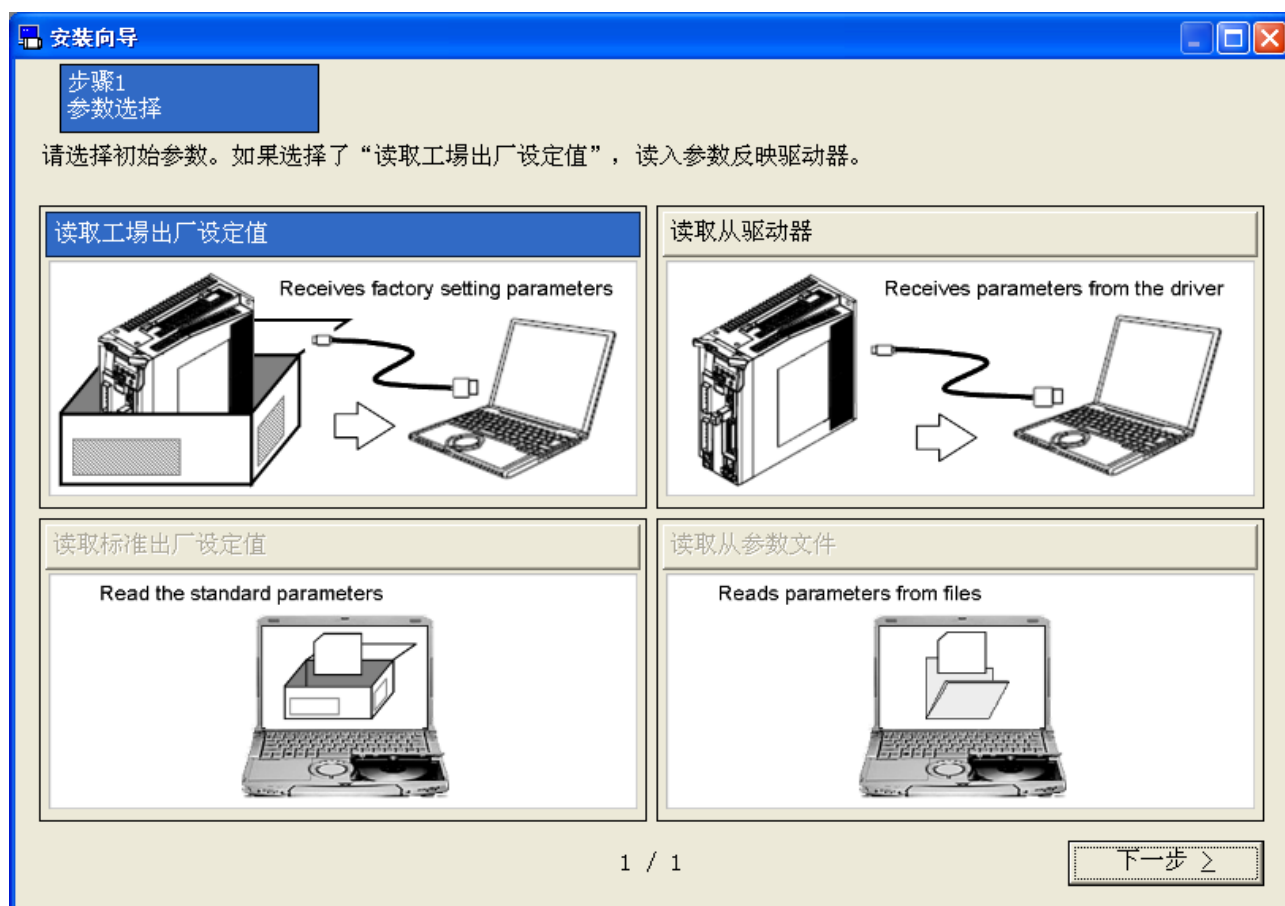 安装向导
步骤1
参数选择
请选择初始参数。如果选择了“读取工場出厂设定值”，读入参数反映驱动器。
读取工場出厂设定值
读取从驱动器
Receives factory setting parameters
Receives parameters from the driver
读取标准出厂设定值
读取从参数文件
Read the standard parameters
Reads parameters from files
1 / 1
下一步 >